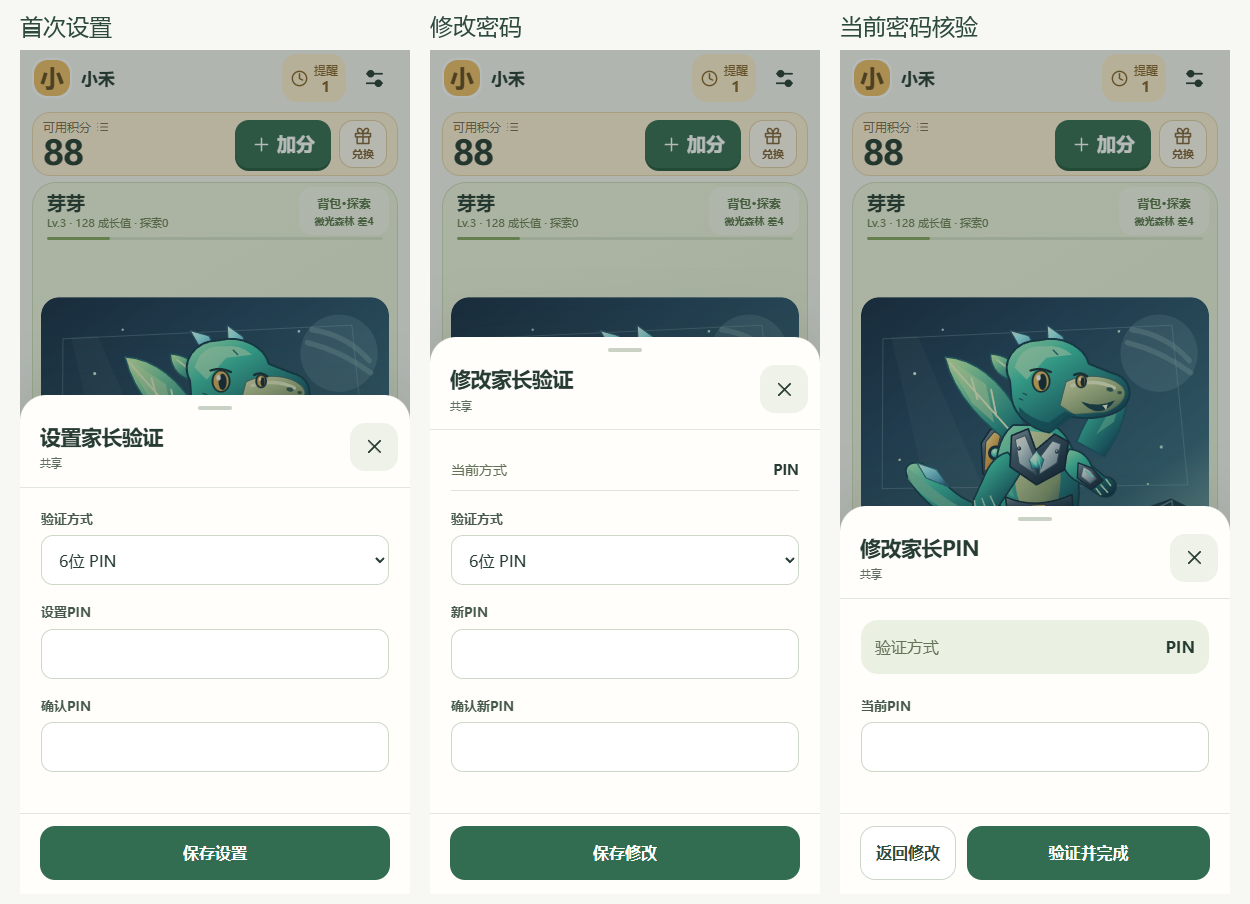 首次设置
小
小禾
提醒
1
可用积分
88
+ 加分
兑换
芽芽
Lv.3 · 128 成长值 · 探索0
背包•探索
微光森林 差4
设置家长验证
共享
验证方式
6位 PIN
设置PIN
确认PIN
保存设置
修改密码
小
小禾
提醒
1
可用积分
88
+ 加分
兑换
芽芽
Lv.3 · 128 成长值 · 探索0
背包•探索
微光森林 差4
修改家长验证
共享
当前方式
PIN
验证方式
6位 PIN
新PIN
确认新PIN
保存修改
当前密码核验
小
小禾
提醒
1
可用积分
88
+ 加分
兑换
芽芽
Lv.3 · 128 成长值 · 探索0
背包•探索
微光森林 差4
修改家长PIN
共享
验证方式
PIN
当前PIN
返回修改
验证并完成